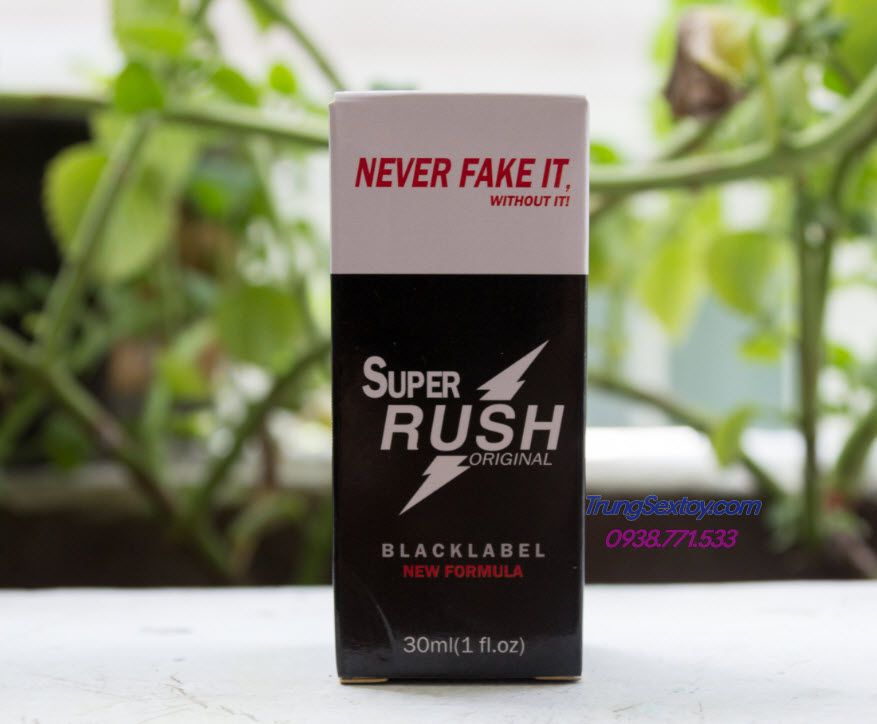 NEVER FAKE IT,
WITHOUT IT!
SUPER
RUSH
ORIGINAL
TrungSextoy.com
0938.771.533
BLACKLABEL
NEW FORMULA
30ml(1 fl.oz)